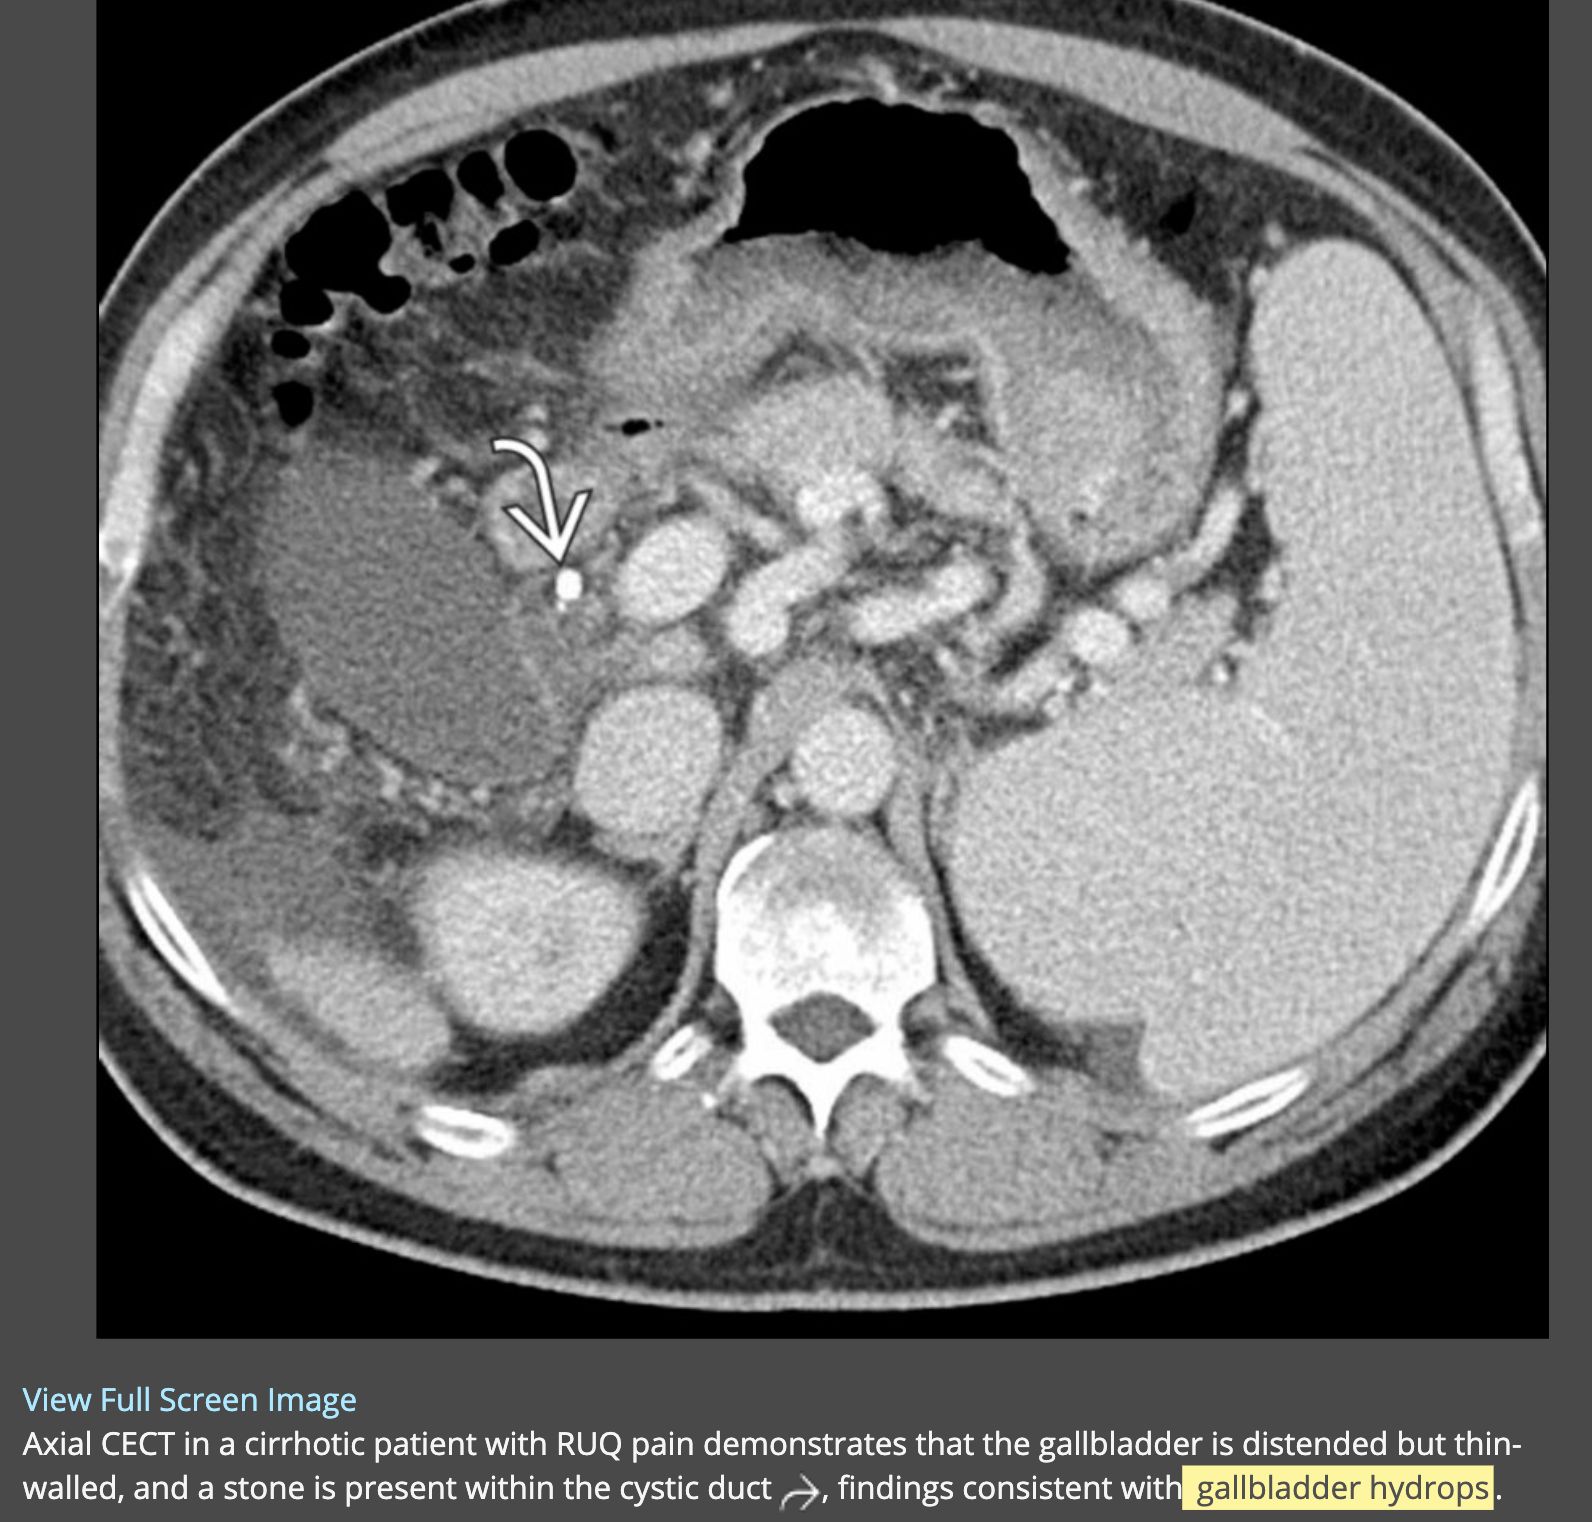 View Full Screen Image
Axial CECT in a cirrhotic patient with RUQ pain demonstrates that the gallbladder is distended but thin-
walled, and a stone is present within the cystic duct , findings consistent with gallbladder hydrops.